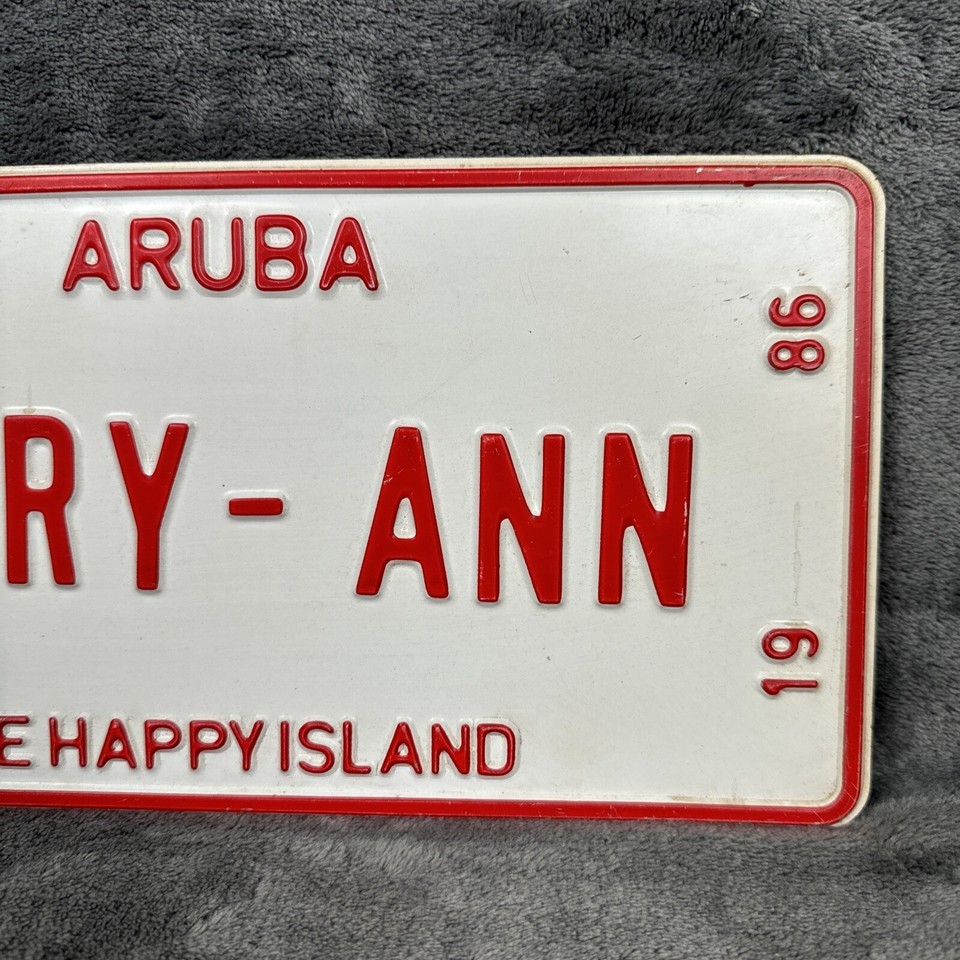 ARUBA
RY-ANN
E HAPPY ISLAND
19 86